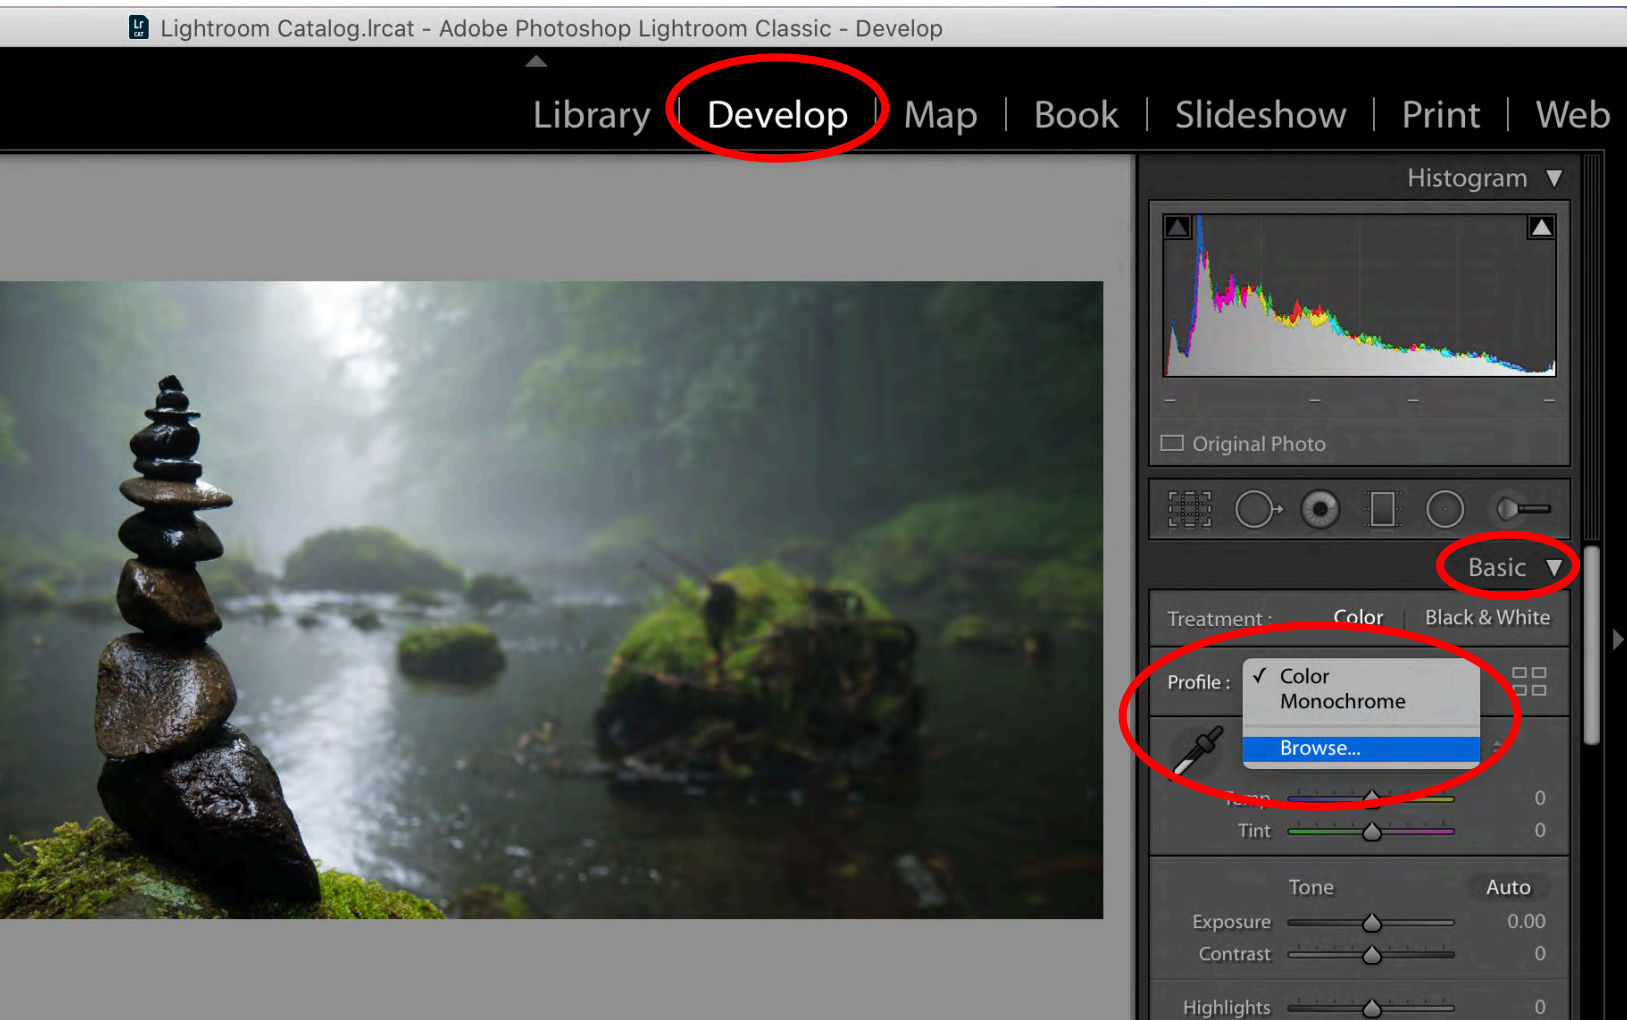 Lightroom Catalog.lrcat - Adobe Photoshop Lightroom Classic - Develop
Library | Develop | Map | Book | Slideshow | Print | Web
Histogram
Original Photo
Basic
Treatment : Color | Black & White
Profile : ✓ Color
Monochrome
Browse...
Temp 0
Tint 0
Tone Auto
Exposure 0.00
Contrast 0
Highlights 0